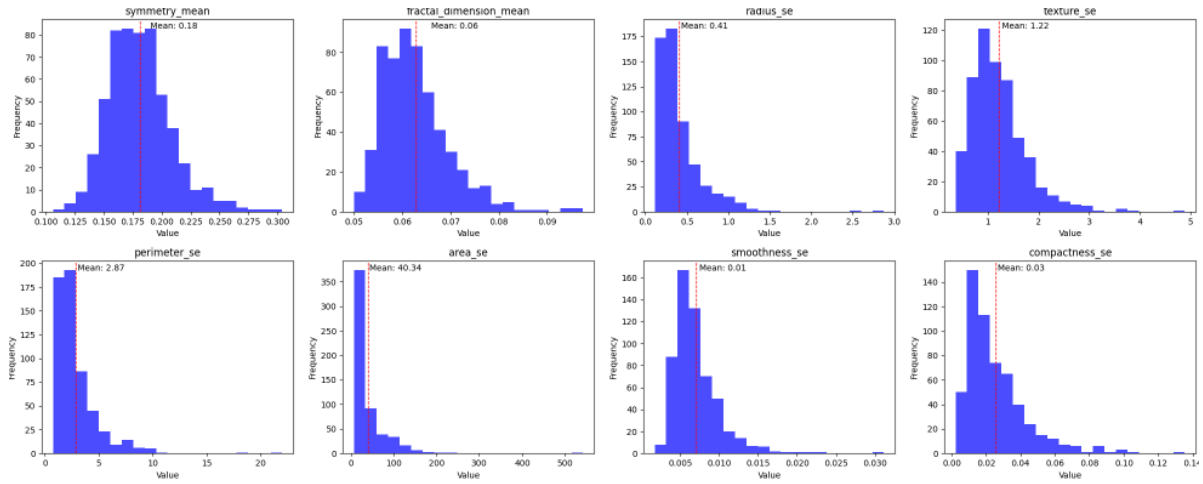 symmetry_mean
Mean: 0.18
Frequency
80
70
60
50
40
30
20
10
0
0.100 0.125 0.150 0.175 0.200 0.225 0.250 0.275 0.300
Value
fractal_dimension_mean
Mean: 0.06
Frequency
80
60
40
20
0
0.05 0.06 0.07 0.08 0.09
Value
radius_se
Mean: 0.41
Frequency
175
150
125
100
75
50
25
0
0.0 0.5 1.0 1.5 2.0 2.5 3.0
Value
texture_se
Mean: 1.22
Frequency
120
100
80
60
40
20
0
1 2 3 4 5
Value
perimeter_se
Mean: 2.87
Frequency
200
175
150
125
100
75
50
25
0
0 5 10 15 20
Value
area_se
Mean: 40.34
Frequency
350
300
250
200
150
100
50
0
0 100 200 300 400 500
Value
smoothness_se
Mean: 0.01
Frequency
160
140
120
100
80
60
40
20
0
0.005 0.010 0.015 0.020 0.025 0.030
Value
compactness_se
Mean: 0.03
Frequency
140
120
100
80
60
40
20
0
0.00 0.02 0.04 0.06 0.08 0.10 0.12 0.14
Value